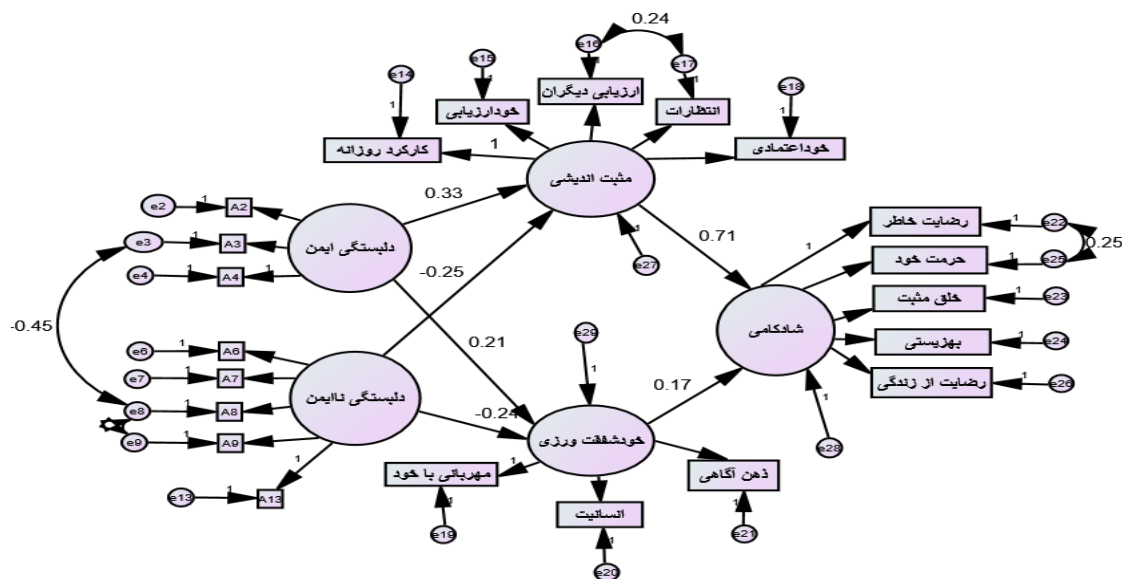 0.24
e16
e17
e15
e14
e18
1
1
1
1
1
ارزیابی دیگران
خودارزیابی
انتظارات
کارکرد روزانه
خوداعتمادی
1
مثبت اندیشی
0.33
e2
1
A2
e3
1
A3
e4
1
A4
1
دلبستگی ایمن
-0.25
1
e27
0.71
رضایت خاطر
1
1
e22
0.25
حرمت خود
1
e25
خلق مثبت
1
e23
شادکامی
بهزیستی
1
e24
رضایت از زندگی
1
e26
-0.45
0.21
e29
1
e6
1
A6
e7
1
A7
e8
1
A8
e9
1
A9
دلبستگی ناایمن
1
e13
1
A13
-0.24
0.17
خودشفقت ورزی
1
e28
مهربانی با خود
1
ذهن آگاهی
انسانیت
1
1
1
e19
e21
e20